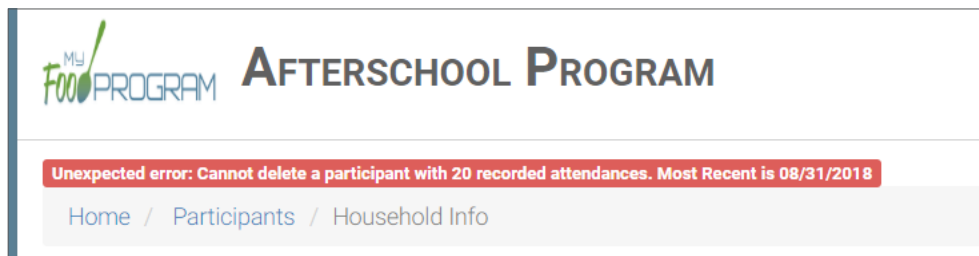 MY
FOOD PROGRAM
AFTERSCHOOL PROGRAM
Unexpected error: Cannot delete a participant with 20 recorded attendances. Most Recent is 08/31/2018
Home / Participants / Household Info